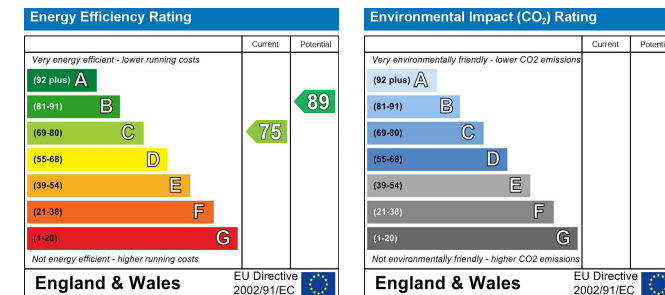 Energy Efficiency Rating
Current Potential
Very energy efficient - lower running costs
(92 plus) A
(81-91) B
89
(69-80) C
75
(55-68) D
(39-54) E
(21-38) F
(1-20) G
Not energy efficient - higher running costs
England & Wales
EU Directive
2002/91/EC
Environmental Impact (CO₂) Rating
Current Potenti
Very environmentally friendly - lower CO2 emissions
(92 plus) A
(81-91) B
(69-80) C
(55-68) D
(39-54) E
(21-38) F
(1-20) G
Not environmentally friendly - higher CO2 emissions
England & Wales
EU Directive
2002/91/EC